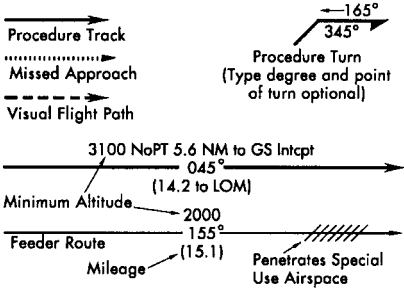 Procedure Track
Missed Approach
Visual Flight Path
165°
345°
Procedure Turn
(Type degree and point
of turn optional)
3100 NoPT 5.6 NM to GS Intcpt
045°
(14.2 to LOM)
Minimum Altitude
2000
155°
Feeder Route
(15.1)
Mileage
Penetrates Special
Use Airspace